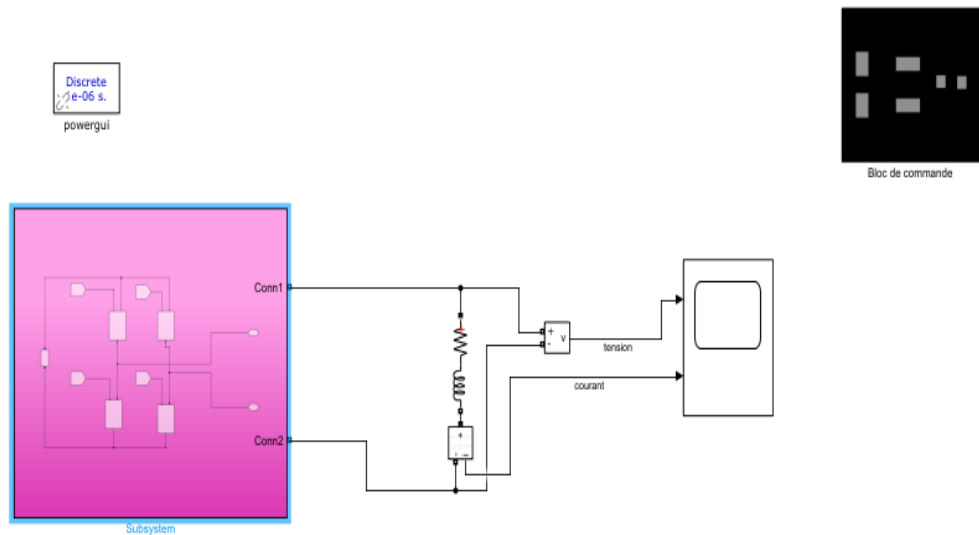 Discrete
e-06 s.
powergui
Bloc de commande
Conn1
+
-
v
tension
courant
+
-
Conn2
Subsystem